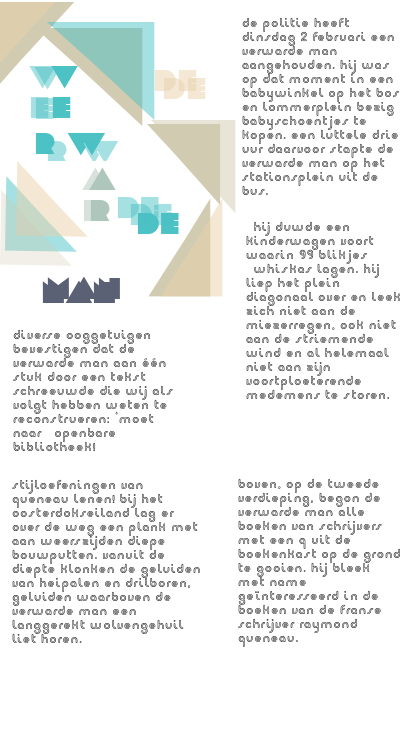 DE
VER
WAR
RDE
MAN
de politie heeft
dinsdag 2 februari een
verwarde man
aangehouden. hij was
op dat moment in een
babywinkel op het bos
en lommerplein bezig
babyschoentjes te
kopen. een luttele drie
uur daarvoor stapte de
verwarde man op het
stationsplein uit de
bus.
hij duwde een
kinderwagen voort
waarin 99 blikjes
whiskas lagen. hij
liep het plein
diagonaal over en leek
zich niet aan de
miezerregen, ook niet
aan de striemende
wind en al helemaal
niet aan zijn
voortploeterende
medemens te storen.
diverse ooggetuigen
bevestigen dat de
verwarde man aan één
stuk door een tekst
schreeuwde die wij als
volgt hebben weten te
reconstrueren: 'moet
naar openbare
bibliotheek!
stijloefeningen van
queneau lenen! bij het
oosterdokseiland lag er
over de weg een plank met
aan weerszijden diepe
bouwputten. vanuit de
diepte klonken de geluiden
van heipalen en drilboren,
geluiden waarboven de
verwarde man een
langgerekt wolvengehuil
liet horen.
boven, op de tweede
verdieping, begon de
verwarde man alle
boeken van schrijvers
met een q uit de
boekenkast op de grond
te gooien. hij bleek
met name
geïnteresseerd in de
boeken van de franse
schrijver raymond
queneau.